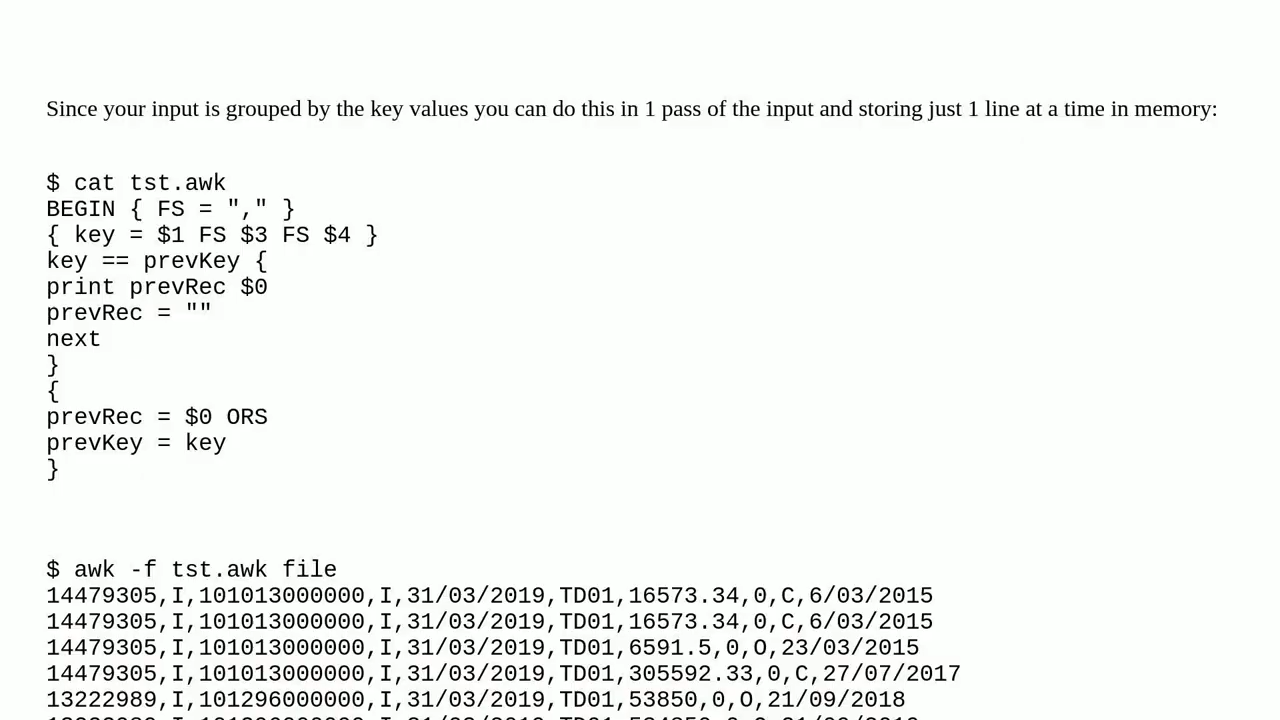 Since your input is grouped by the key values you can do this in 1 pass of the input and storing just 1 line at a time in memory:
$ cat tst.awk
BEGIN { FS = "," }
{ key = $1 FS $3 FS $4 }
key == prevKey {
print prevRec $0
prevRec = ""
next
}
{
prevRec = $0 ORS
prevKey = key
}
$ awk -f tst.awk file
14479305,I,101013000000,I,31/03/2019,TD01,16573.34,0,C,6/03/2015
14479305,I,101013000000,I,31/03/2019,TD01,16573.34,0,C,6/03/2015
14479305,I,101013000000,I,31/03/2019,TD01,6591.5,0,O,23/03/2015
14479305,I,101013000000,I,31/03/2019,TD01,305592.33,0,C,27/07/2017
13222989,I,101296000000,I,31/03/2019,TD01,53850,0,O,21/09/2018